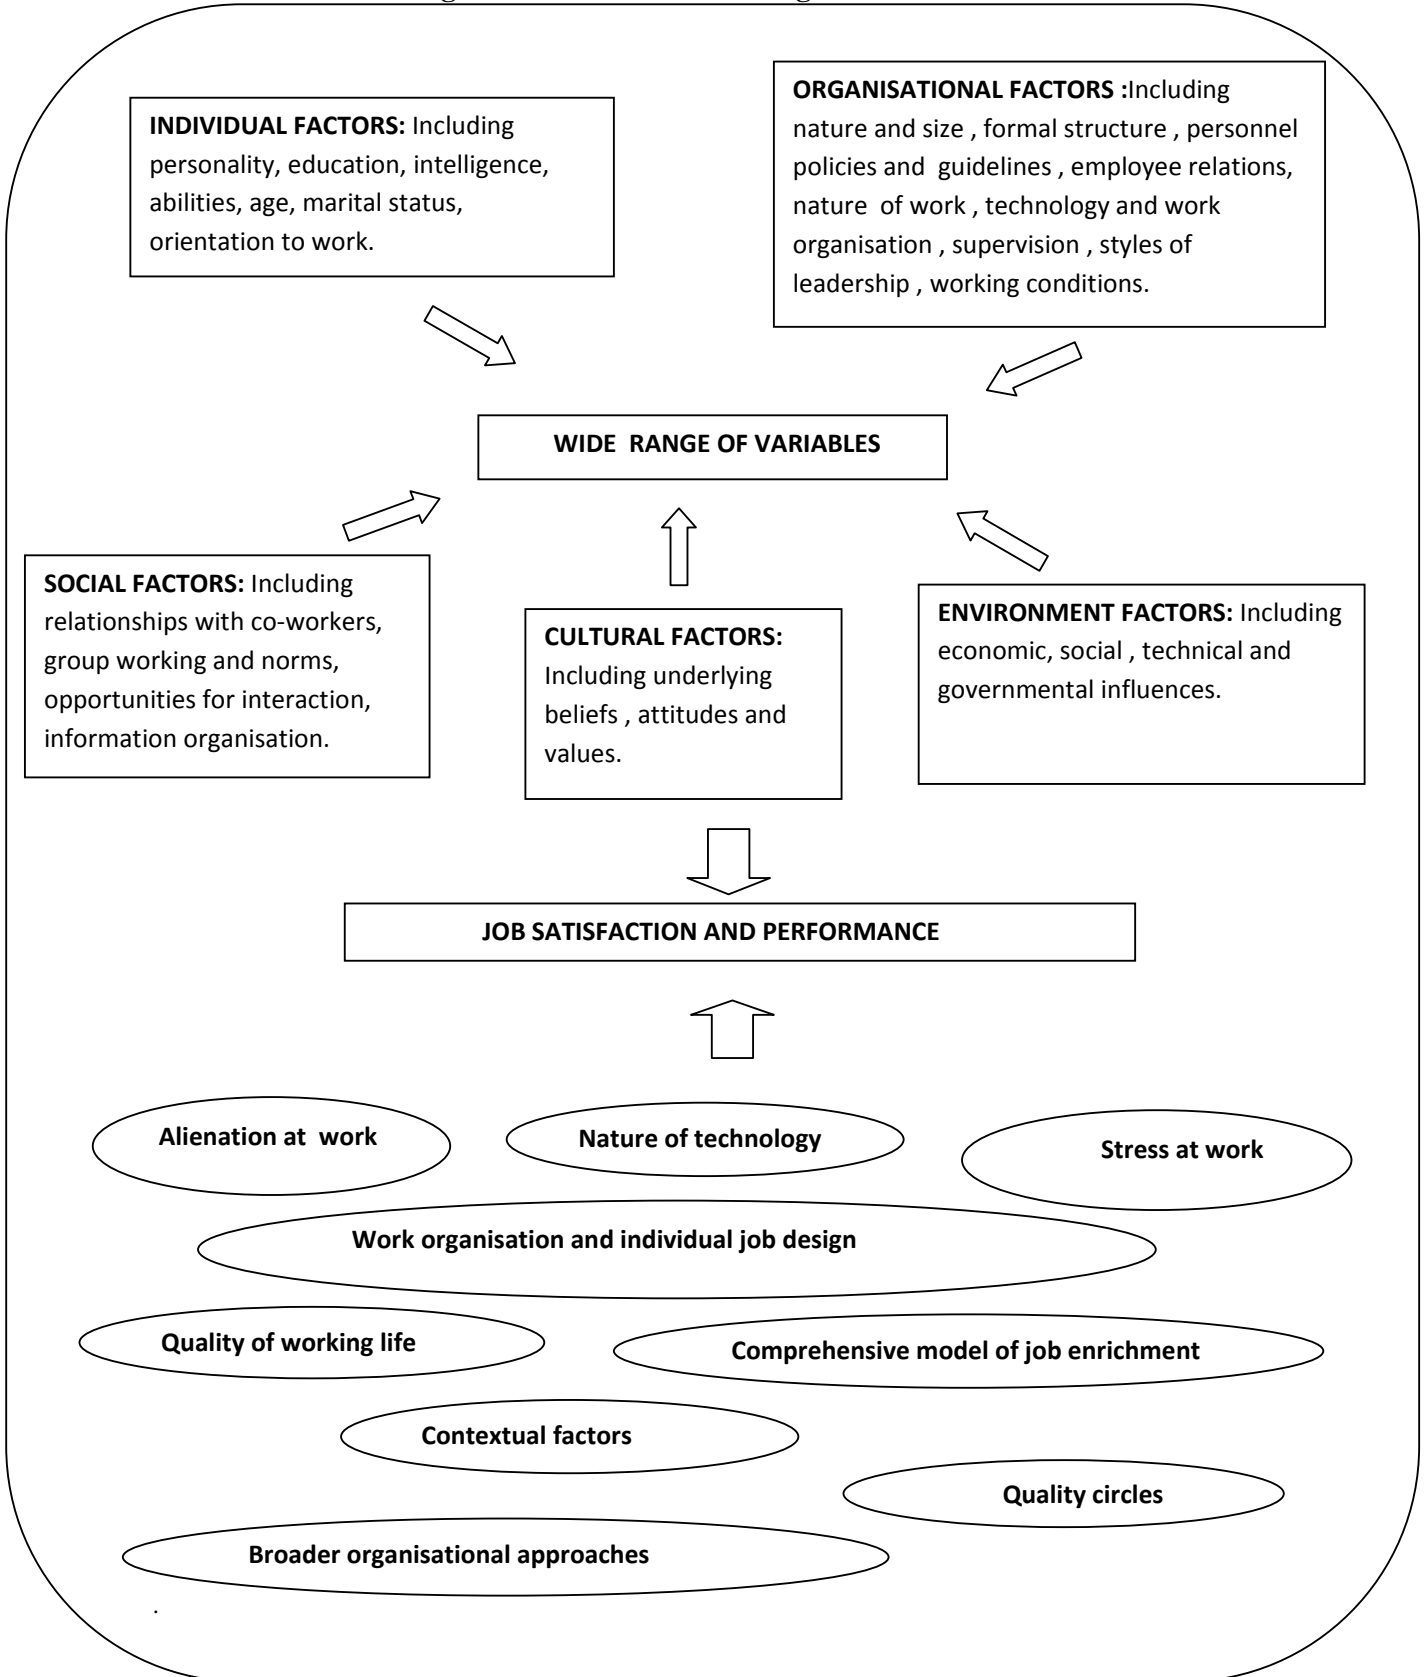 INDIVIDUAL FACTORS: Including
personality, education, intelligence,
abilities, age, marital status,
orientation to work.
ORGANISATIONAL FACTORS :Including
nature and size , formal structure , personnel
policies and guidelines , employee relations,
nature of work , technology and work
organisation , supervision , styles of
leadership , working conditions.
WIDE RANGE OF VARIABLES
SOCIAL FACTORS: Including
relationships with co-workers,
group working and norms,
opportunities for interaction,
information organisation.
CULTURAL FACTORS:
Including underlying
beliefs , attitudes and
values.
ENVIRONMENT FACTORS: Including
economic, social , technical and
governmental influences.
JOB SATISFACTION AND PERFORMANCE
Alienation at work
Nature of technology
Stress at work
Work organisation and individual job design
Quality of working life
Comprehensive model of job enrichment
Contextual factors
Quality circles
Broader organisational approaches
.